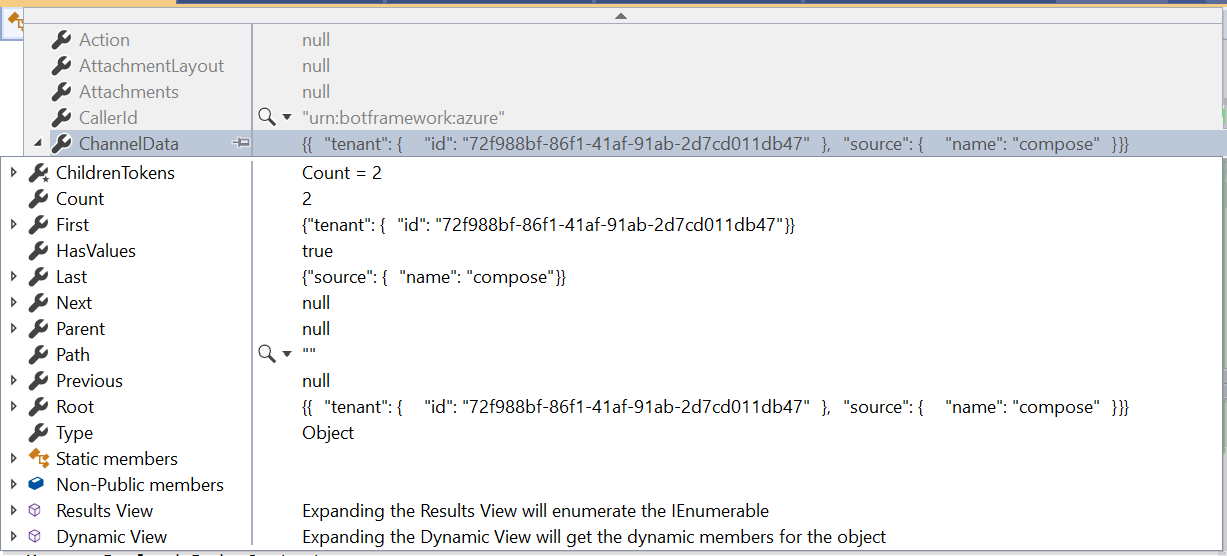 Action null
AttachmentLayout null
Attachments null
CallerId "urn:botframework:azure"
ChannelData {{ "tenant": { "id": "72f988bf-86f1-41af-91ab-2d7cd011db47" }, "source": { "name": "compose" }}}
ChildrenTokens Count = 2
Count 2
First {"tenant": { "id": "72f988bf-86f1-41af-91ab-2d7cd011db47"}}
HasValues true
Last {"source": { "name": "compose"}}
Next null
Parent null
Path ""
Previous null
Root {{ "tenant": { "id": "72f988bf-86f1-41af-91ab-2d7cd011db47" }, "source": { "name": "compose" }}}
Type Object
Static members
Non-Public members
Results View Expanding the Results View will enumerate the IEnumerable
Dynamic View Expanding the Dynamic View will get the dynamic members for the object